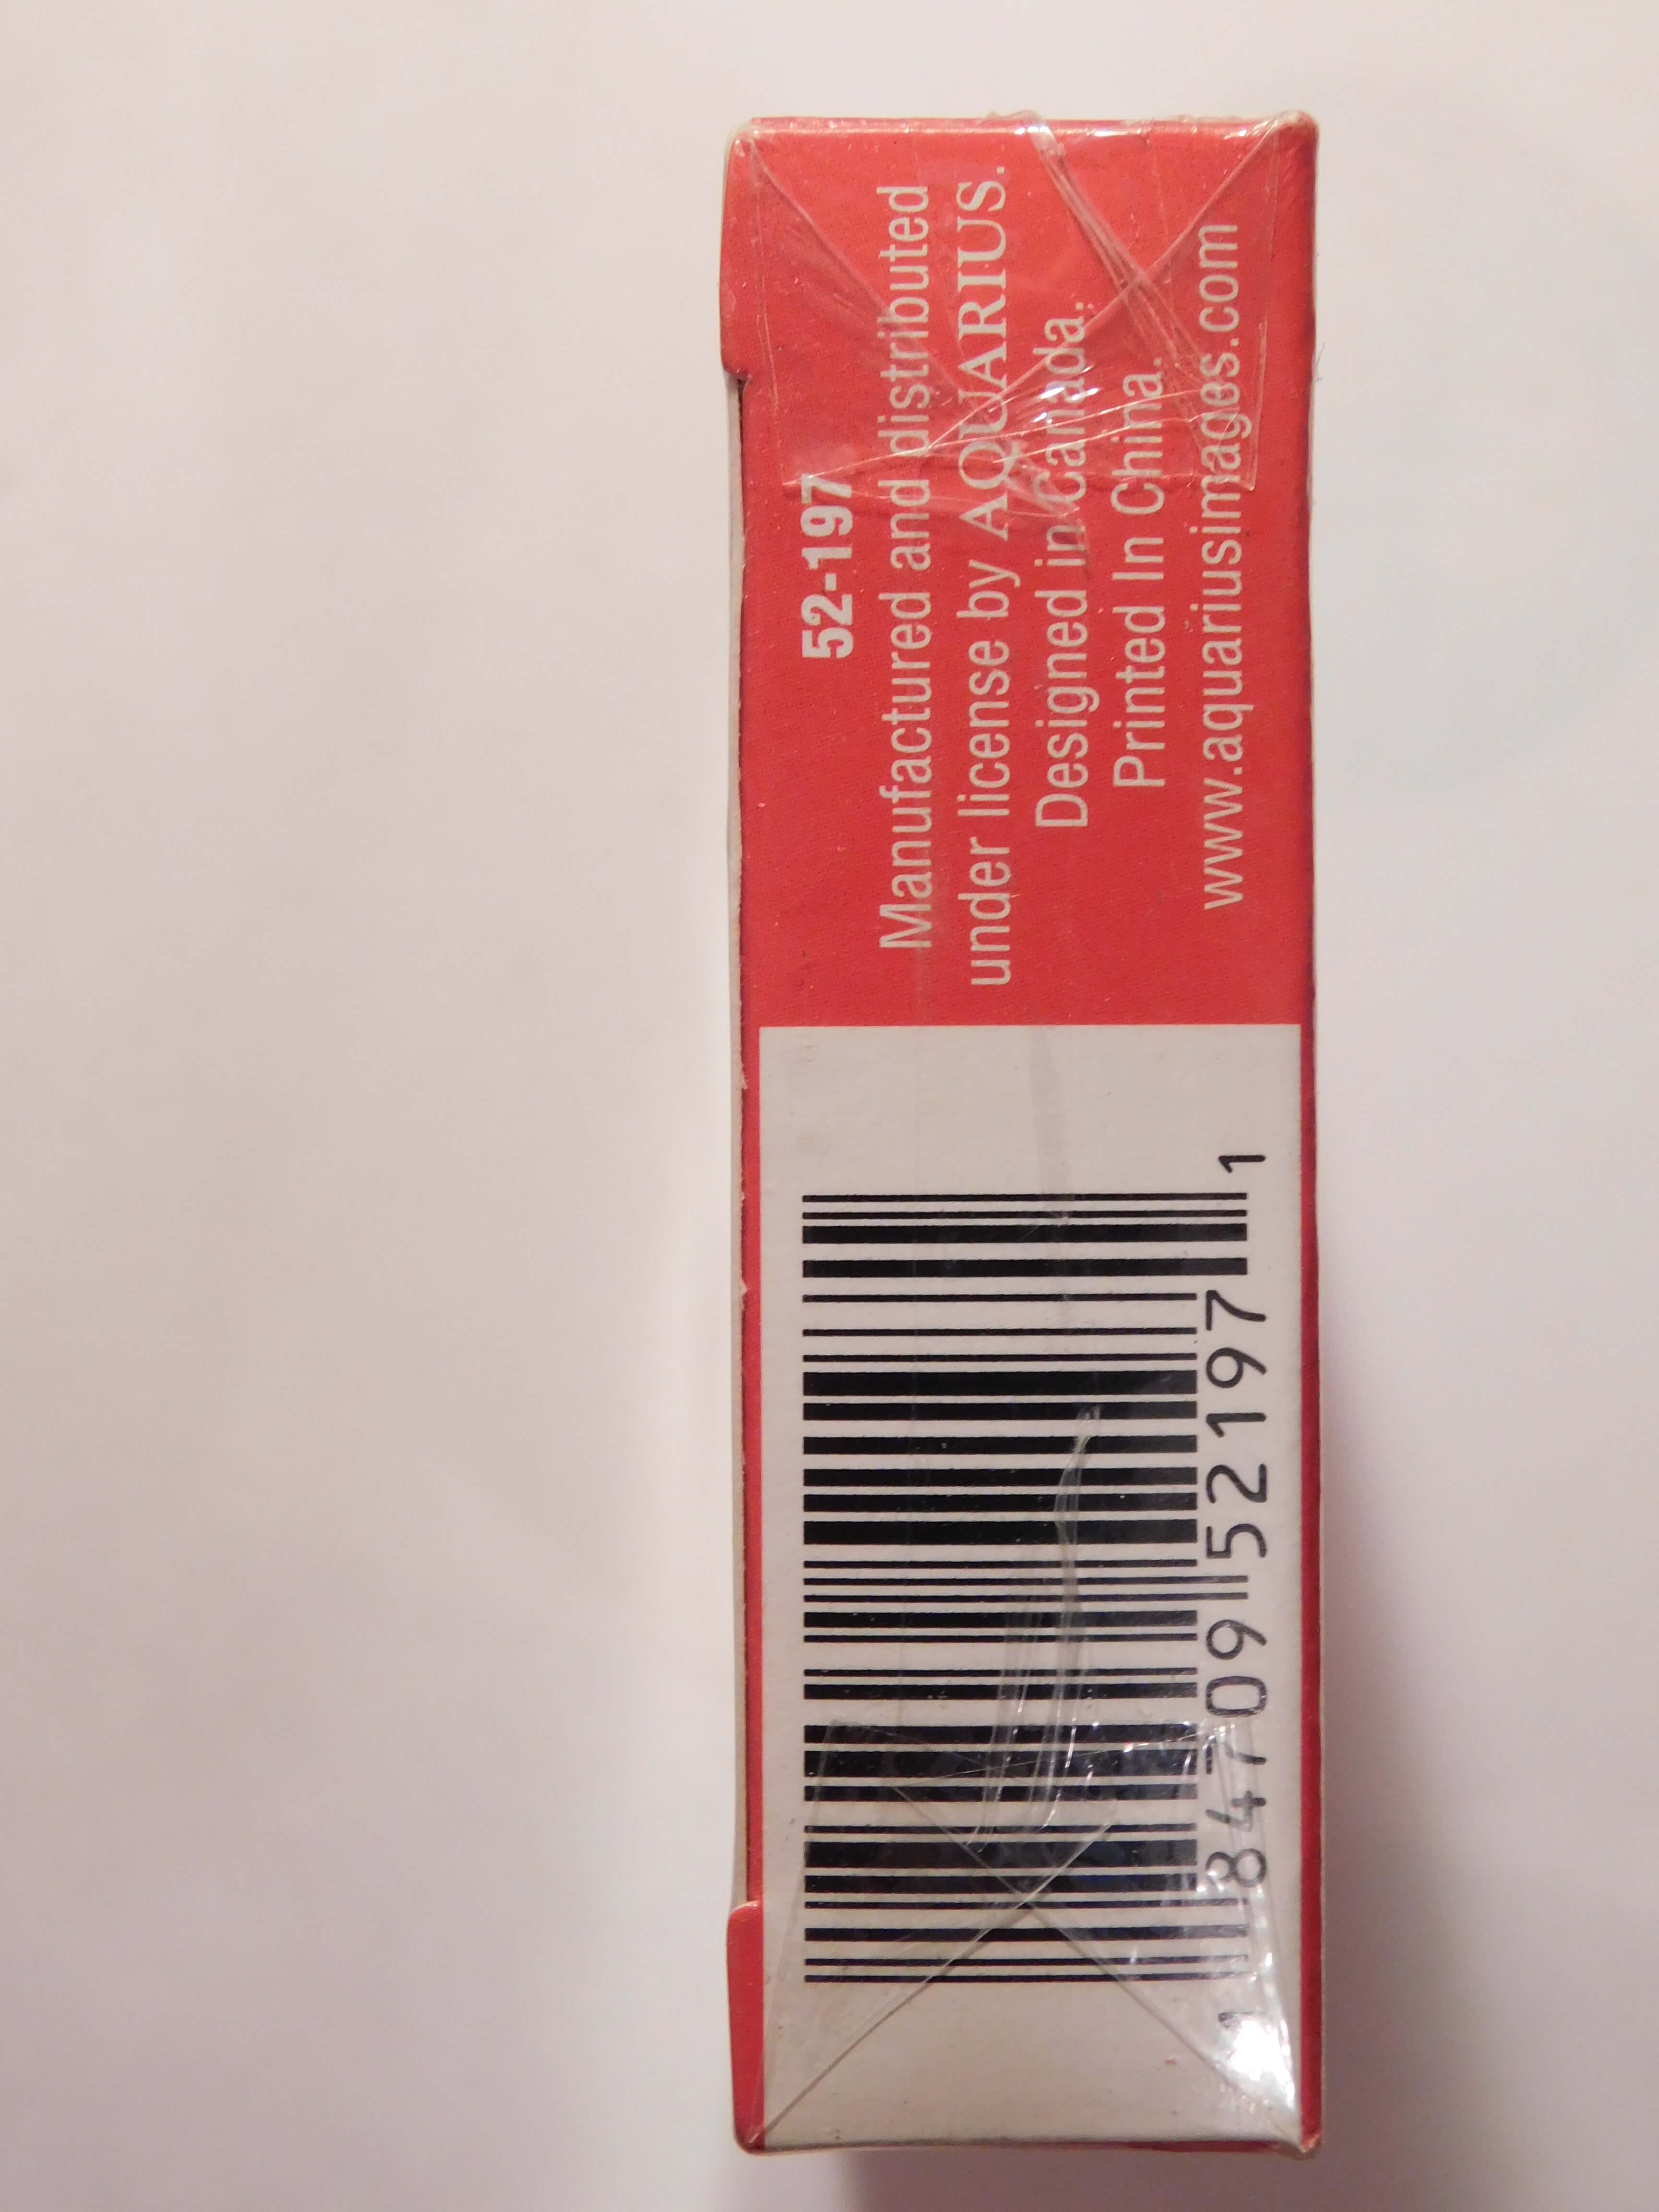 52-197
Manufactured and distributed
under license by AQUARIUS.
Designed in Canada.
Printed In China.
www.aquariusimages.com
1 84709 52197 1